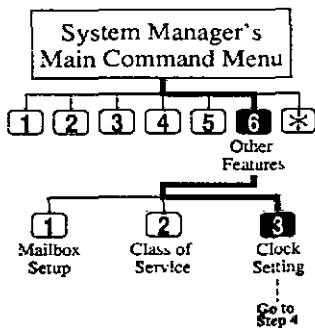 System Manager's
Main Command Menu
1 2 3 4 5 6 *
Other
Features
1 2 3
Mailbox Class of Clock
Setup Service Setting
Go to
Step 4